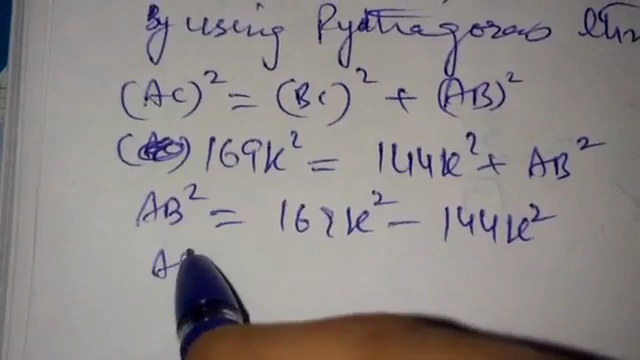 By using Pythagoras
(AC)² = (BC)² + (AB)²
169K² = 144K² + AB²
AB² = 169K² - 144K²